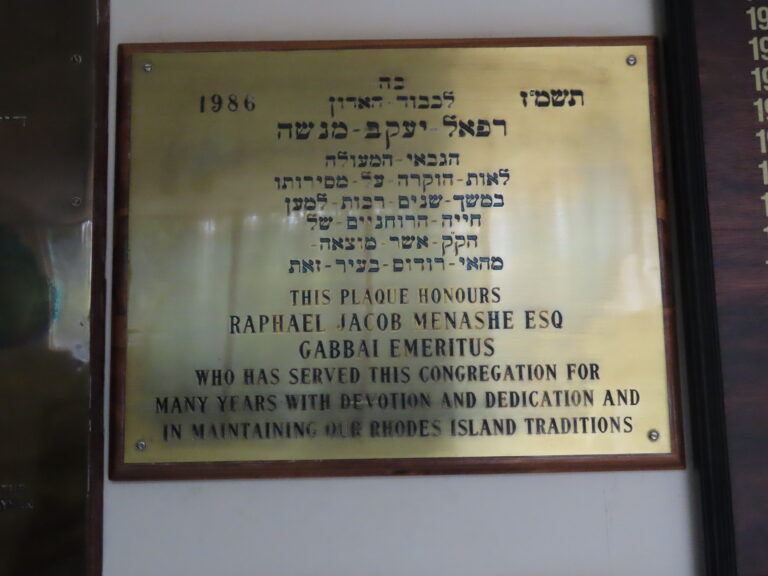 כה
1986 לכבוד האדון תשמ"ז
רפאל-יעקב-מנשה
הגבאי-המעולה
לאות-הוקרה-על-מסירותו
במשך-שנים-רבות-למען
חייה-הרוחניים-של
הקק-אשר-מוצאה-
מהאי-רודוס-בעיר-זאת
THIS PLAQUE HONOURS
RAPHAEL JACOB MENASHE ESQ
GABBAI EMERITUS
WHO HAS SERVED THIS CONGREGATION FOR
MANY YEARS WITH DEVOTION AND DEDICATION AND
IN MAINTAINING OUR RHODES ISLAND TRADITIONS